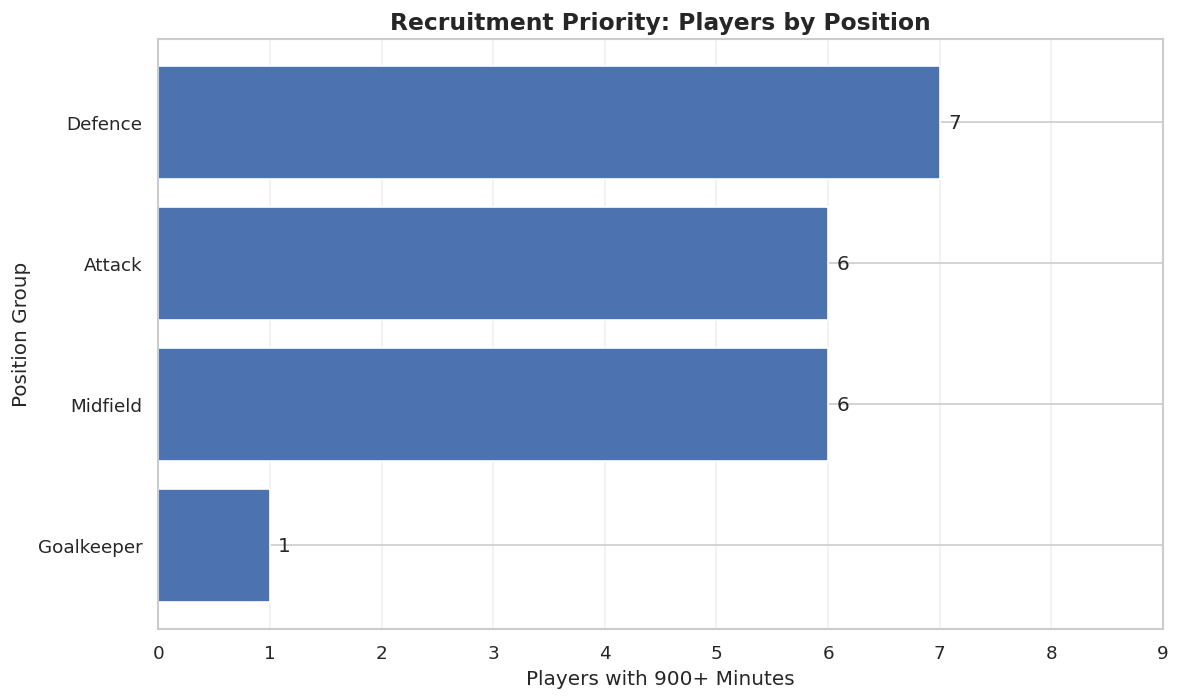 Recruitment Priority: Players by Position
Position Group
Defence
7
Attack
6
Midfield
6
Goalkeeper
1
0 1 2 3 4 5 6 7 8 9
Players with 900+ Minutes